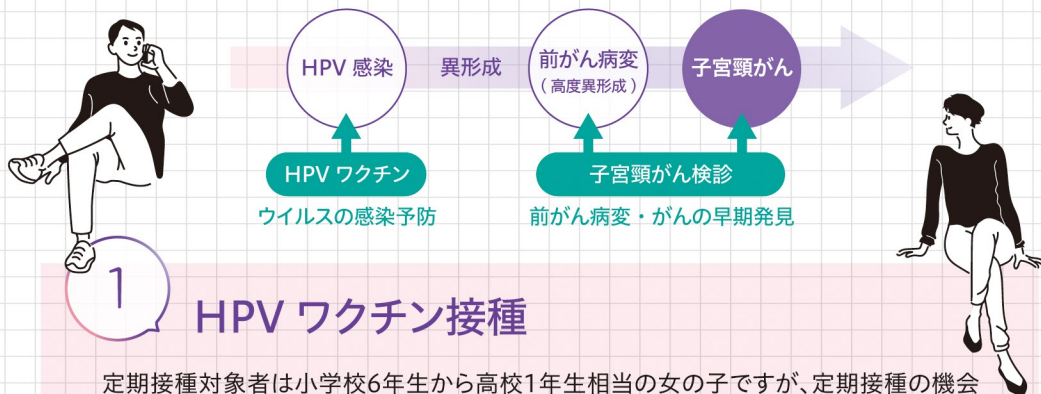 HPV 感染
異形成
前がん病変
（高度異形成）
子宮頸がん
HPV ワクチン
子宮頸がん検診
ウイルスの感染予防
前がん病変・がんの早期発見
1
HPV ワクチン接種
定期接種対象者は小学校6年生から高校1年生相当の女の子ですが、定期接種の機会